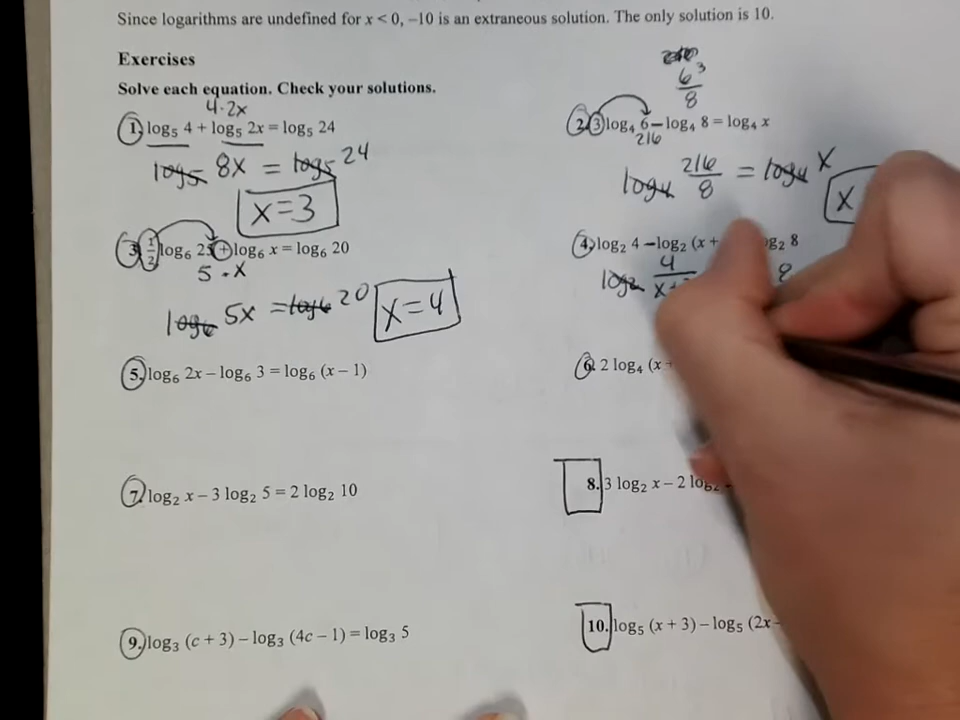 Since logarithms are undefined for x < 0, −10 is an extraneous solution. The only solution is 10.
Exercises
Solve each equation. Check your solutions.
4·2x
1. log₅ 4 + log₅ 2x = log₅ 24
log₅ 8x = log₅ 24
x=3
6³
8
2. 3 log₄ 6 − log₄ 8 = log₄ x
216
log₄ 216/8 = log₄ x
x
3. ½ log₆ 25 + log₆ x = log₆ 20
5 · x
log₆ 5x = log₆ 20
x=4
4. log₂ 4 − log₂ (x + og₂ 8
log₂ 4/x+ 8
5. log₆ 2x − log₆ 3 = log₆ (x − 1)
6. 2 log₄ (x
7. log₂ x − 3 log₂ 5 = 2 log₂ 10
8. 3 log₂ x − 2 log₂
9. log₃ (c + 3) − log₃ (4c − 1) = log₃ 5
10. log₅ (x + 3) − log₅ (2x −